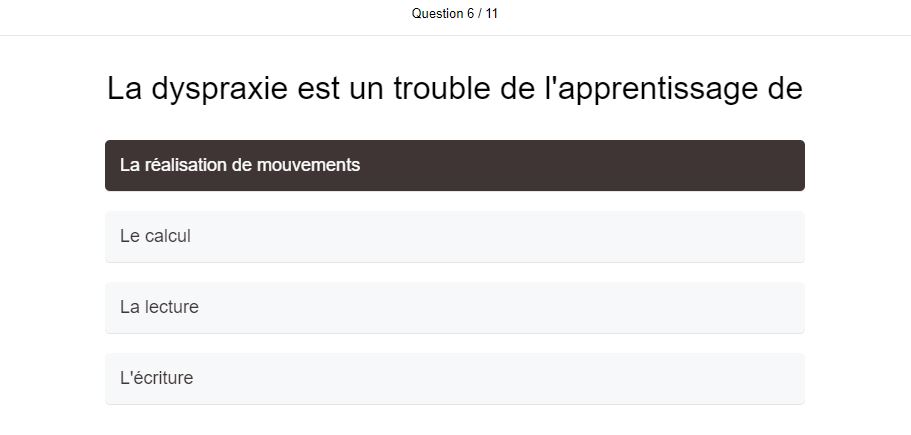 Question 6 / 11
La dyspraxie est un trouble de l'apprentissage de
La réalisation de mouvements
Le calcul
La lecture
L'écriture